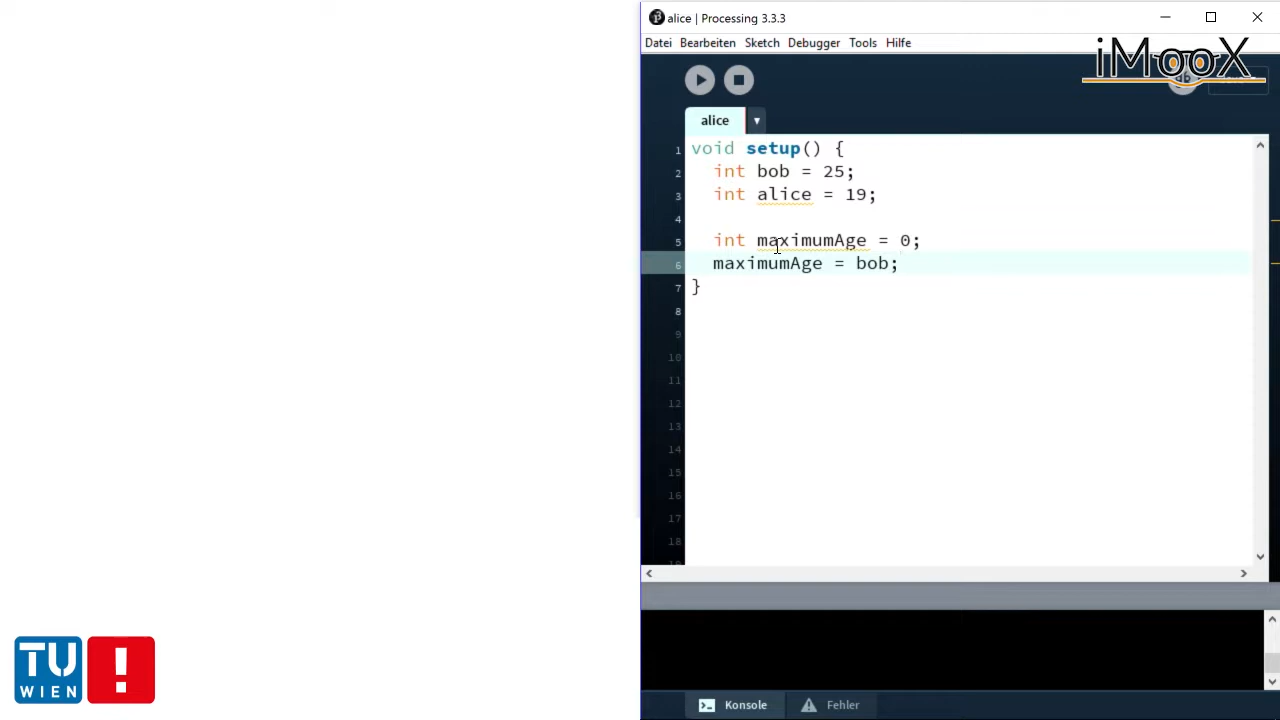 alice | Processing 3.3.3
Datei Bearbeiten Sketch Debugger Tools Hilfe
iMooX
alice
1 void setup() {
2 int bob = 25;
3 int alice = 19;
4
5 int maximumAge = 0;
6 maximumAge = bob;
7 }
8
9
10
11
12
13
14
15
16
17
18
TU
WIEN
!
Konsole
Fehler